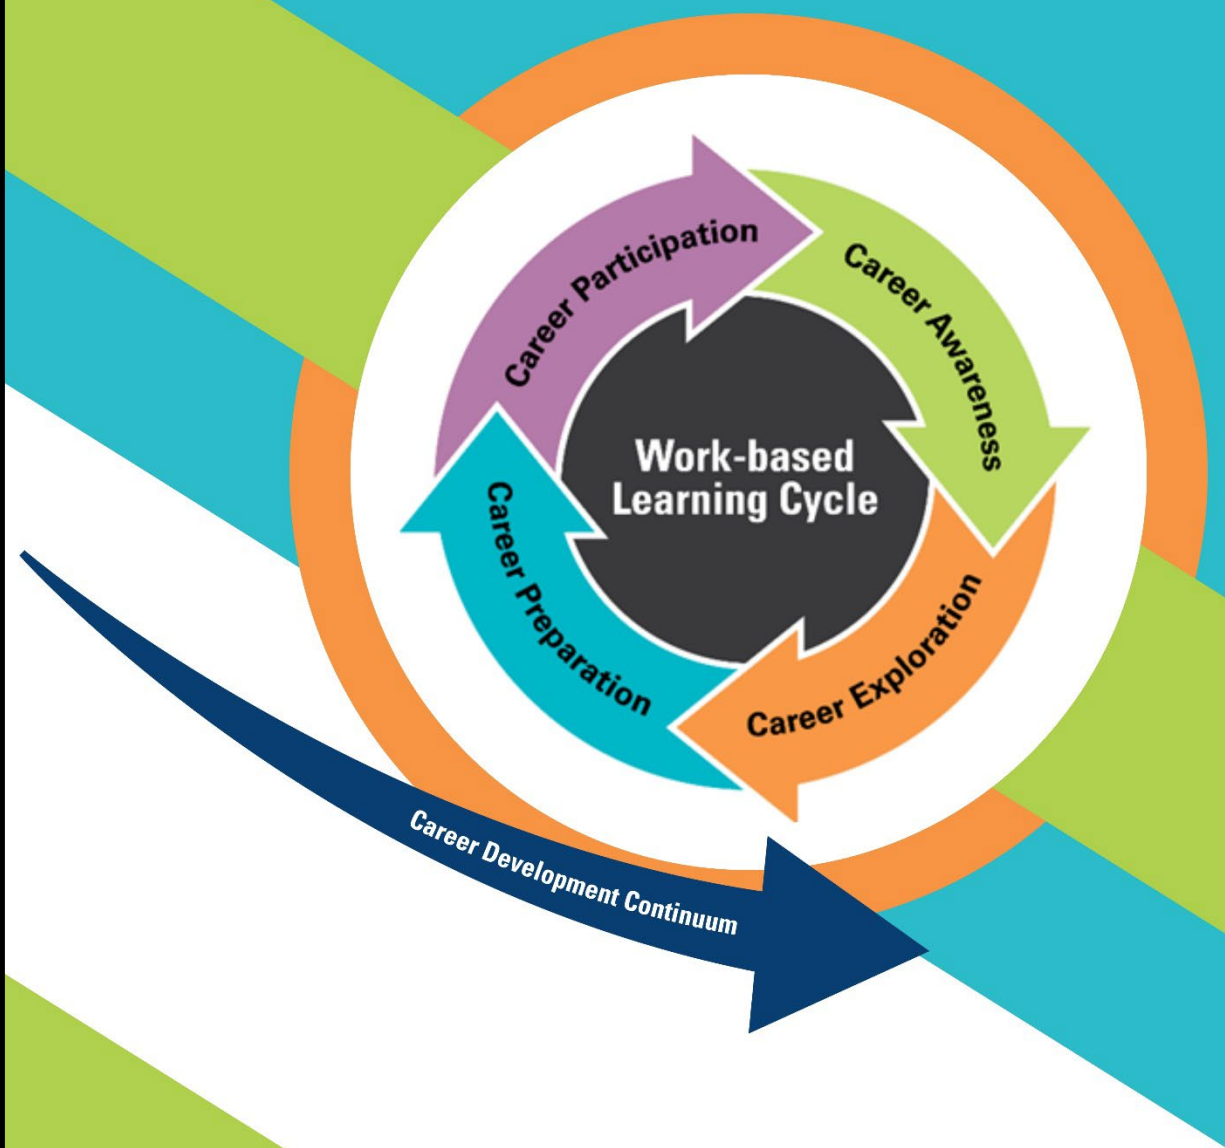 Career Participation
Career Awareness
Work-based
Learning Cycle
Career Preparation
Career Exploration
Career Development Continuum